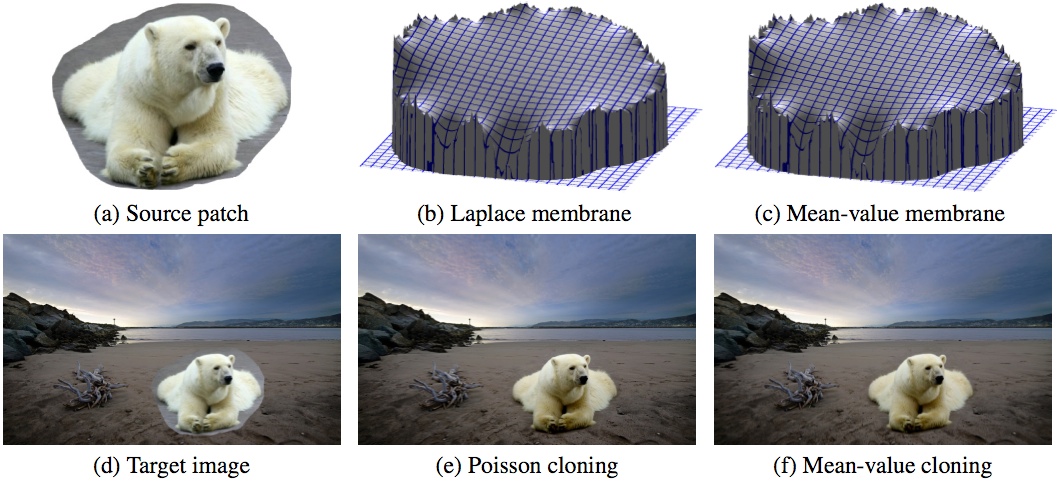 (a) Source patch
(b) Laplace membrane
(c) Mean-value membrane
(d) Target image
(e) Poisson cloning
(f) Mean-value cloning